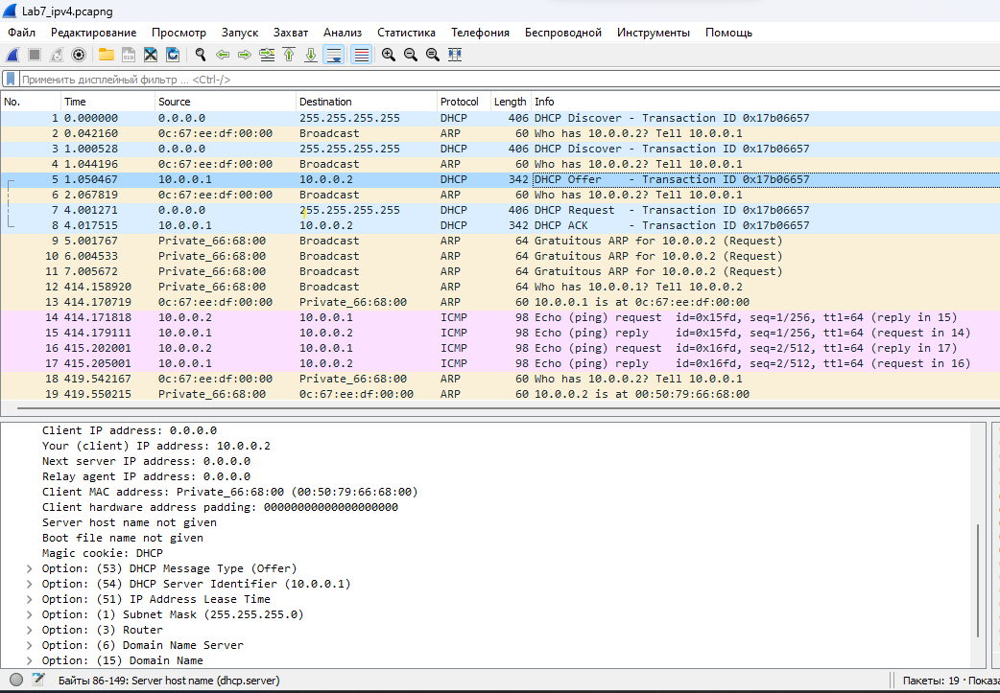 Lab7_ipv4.pcapng
Файл Редактирование Просмотр Запуск Захват Анализ Статистика Телефония Беспроводной Инструменты Помощь
Применить дисплейный фильтр ... <Ctrl-/>
No. Time Source Destination Protocol Length Info
1 0.000000 0.0.0.0 255.255.255.255 DHCP 406 DHCP Discover - Transaction ID 0x17b06657
2 0.042160 0c:67:ee:df:00:00 Broadcast ARP 60 Who has 10.0.0.2? Tell 10.0.0.1
3 1.000528 0.0.0.0 255.255.255.255 DHCP 406 DHCP Discover - Transaction ID 0x17b06657
4 1.044196 0c:67:ee:df:00:00 Broadcast ARP 60 Who has 10.0.0.2? Tell 10.0.0.1
5 1.050467 10.0.0.1 10.0.0.2 DHCP 342 DHCP Offer - Transaction ID 0x17b06657
6 2.067819 0c:67:ee:df:00:00 Broadcast ARP 60 Who has 10.0.0.2? Tell 10.0.0.1
7 4.001271 0.0.0.0 255.255.255.255 DHCP 406 DHCP Request - Transaction ID 0x17b06657
8 4.017515 10.0.0.1 10.0.0.2 DHCP 342 DHCP ACK - Transaction ID 0x17b06657
9 5.001767 Private_66:68:00 Broadcast ARP 64 Gratuitous ARP for 10.0.0.2 (Request)
10 6.004533 Private_66:68:00 Broadcast ARP 64 Gratuitous ARP for 10.0.0.2 (Request)
11 7.005672 Private_66:68:00 Broadcast ARP 64 Gratuitous ARP for 10.0.0.2 (Request)
12 414.158920 Private_66:68:00 Broadcast ARP 64 Who has 10.0.0.1? Tell 10.0.0.2
13 414.170719 0c:67:ee:df:00:00 Private_66:68:00 ARP 60 10.0.0.1 is at 0c:67:ee:df:00:00
14 414.171818 10.0.0.2 10.0.0.1 ICMP 98 Echo (ping) request id=0x15fd, seq=1/256, ttl=64 (reply in 15)
15 414.179111 10.0.0.1 10.0.0.2 ICMP 98 Echo (ping) reply id=0x15fd, seq=1/256, ttl=64 (request in 14)
16 415.202001 10.0.0.2 10.0.0.1 ICMP 98 Echo (ping) request id=0x16fd, seq=2/512, ttl=64 (reply in 17)
17 415.205001 10.0.0.1 10.0.0.2 ICMP 98 Echo (ping) reply id=0x16fd, seq=2/512, ttl=64 (request in 16)
18 419.542167 0c:67:ee:df:00:00 Private_66:68:00 ARP 60 Who has 10.0.0.2? Tell 10.0.0.1
19 419.550215 Private_66:68:00 0c:67:ee:df:00:00 ARP 60 10.0.0.2 is at 00:50:79:66:68:00
Client IP address: 0.0.0.0
Your (client) IP address: 10.0.0.2
Next server IP address: 0.0.0.0
Relay agent IP address: 0.0.0.0
Client MAC address: Private_66:68:00 (00:50:79:66:68:00)
Client hardware address padding: 00000000000000000000
Server host name not given
Boot file name not given
Magic cookie: DHCP
Option: (53) DHCP Message Type (Offer)
Option: (54) DHCP Server Identifier (10.0.0.1)
Option: (51) IP Address Lease Time
Option: (1) Subnet Mask (255.255.255.0)
Option: (3) Router
Option: (6) Domain Name Server
Option: (15) Domain Name
Байты 86-149: Server host name (dhcp.server) Пакеты: 19 · Показа